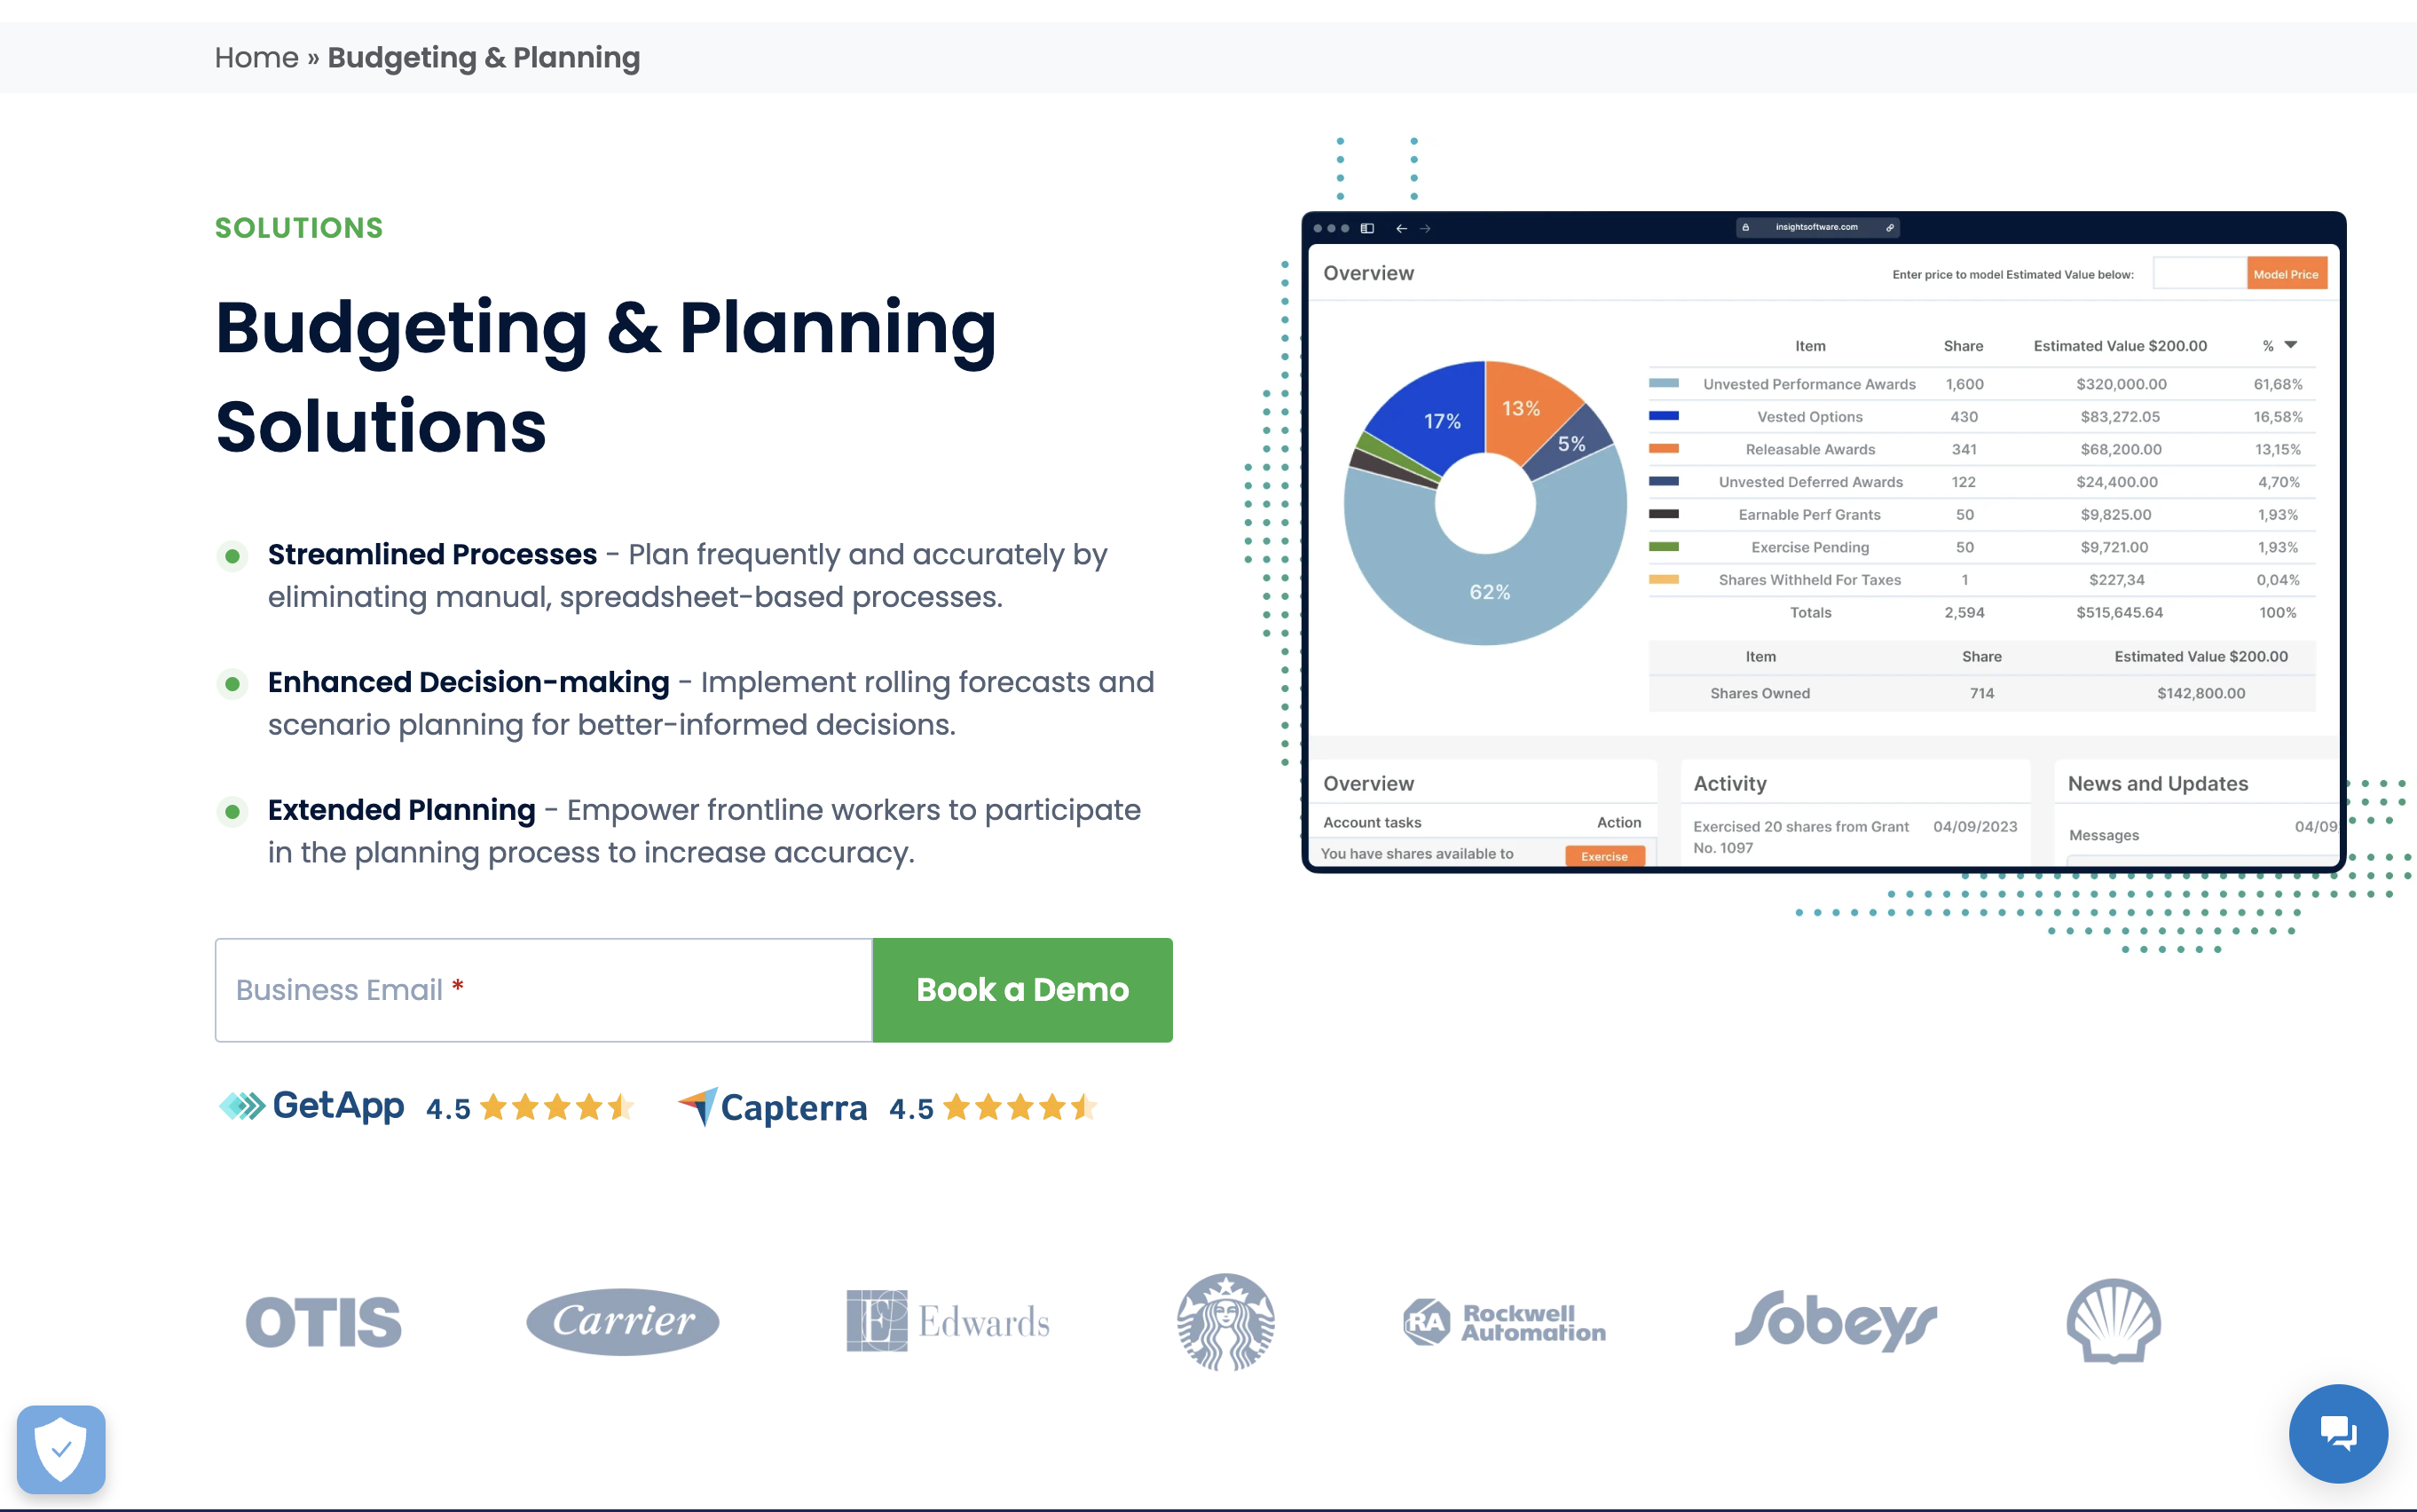 Home » Budgeting & Planning
SOLUTIONS
Budgeting & Planning
Solutions
Streamlined Processes – Plan frequently and accurately by
eliminating manual, spreadsheet-based processes.
Enhanced Decision-making – Implement rolling forecasts and
scenario planning for better-informed decisions.
Extended Planning – Empower frontline workers to participate
in the planning process to increase accuracy.
Business Email *
Book a Demo
GetApp 4.5
Capterra 4.5
insightsoftware.com
Overview
Enter price to model Estimated Value below:
Model Price
17%
13%
5%
62%
Item Share Estimated Value $200.00 %
Unvested Performance Awards 1,600 $320,000.00 61,68%
Vested Options 430 $83,272.05 16,58%
Releasable Awards 341 $68,200.00 13,15%
Unvested Deferred Awards 122 $24,400.00 4,70%
Earnable Perf Grants 50 $9,825.00 1,93%
Exercise Pending 50 $9,721.00 1,93%
Shares Withheld For Taxes 1 $227,34 0,04%
Totals 2,594 $515,645.64 100%
Item Share Estimated Value $200.00
Shares Owned 714 $142,800.00
Overview
Account tasks Action
You have shares available to
Exercise
Activity
Exercised 20 shares from Grant 04/09/2023
No. 1097
News and Updates
Messages 04/09
OTIS
Carrier
E Edwards
RA Rockwell
Automation
Sobeys